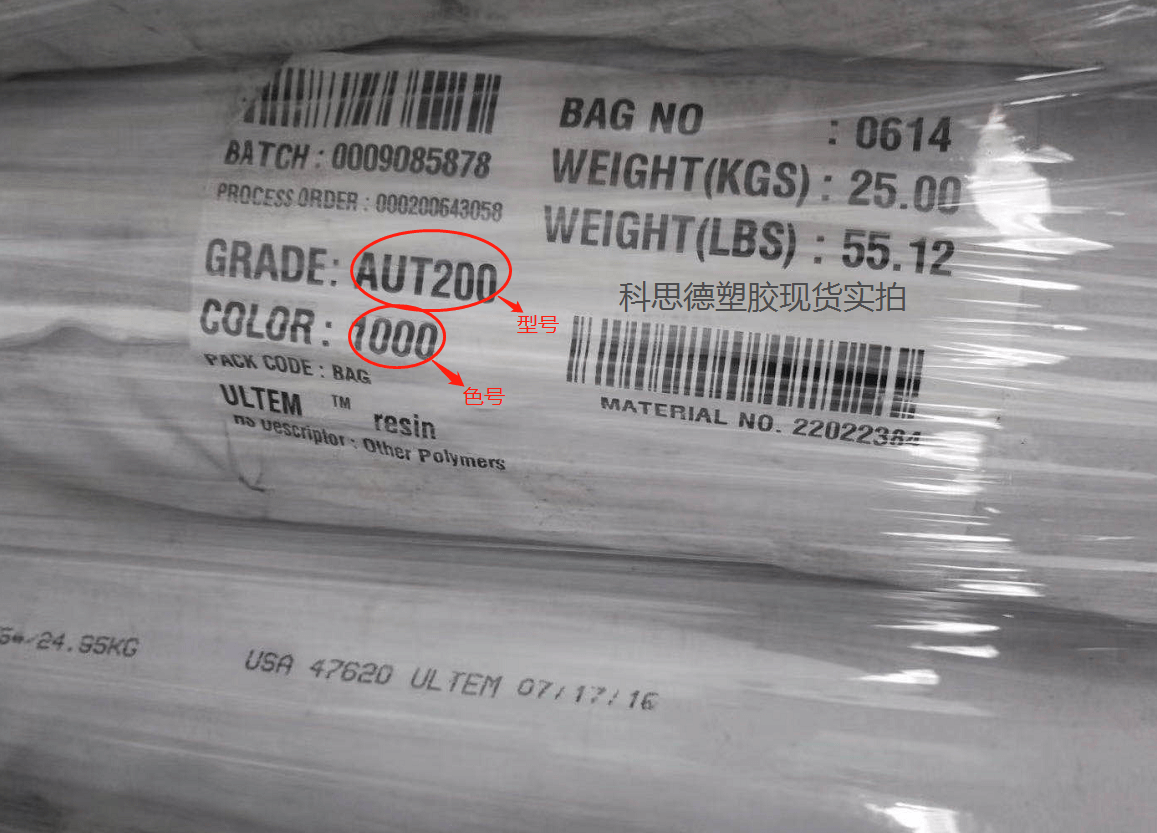 BATCH : 0009085878
PROCESS ORDER : 000200643058
GRADE: AUT200
型号
COLOR : 1000
色号
PACK CODE : BAG
ULTEM TM resin
HS Descriptor : Other Polymers
BAG NO : 0614
WEIGHT(KGS) : 25.00
WEIGHT(LBS) : 55.12
科思德塑胶现货实拍
MATERIAL NO. 22022384
24.95KG
USA 47620 ULTEM 07/17/16